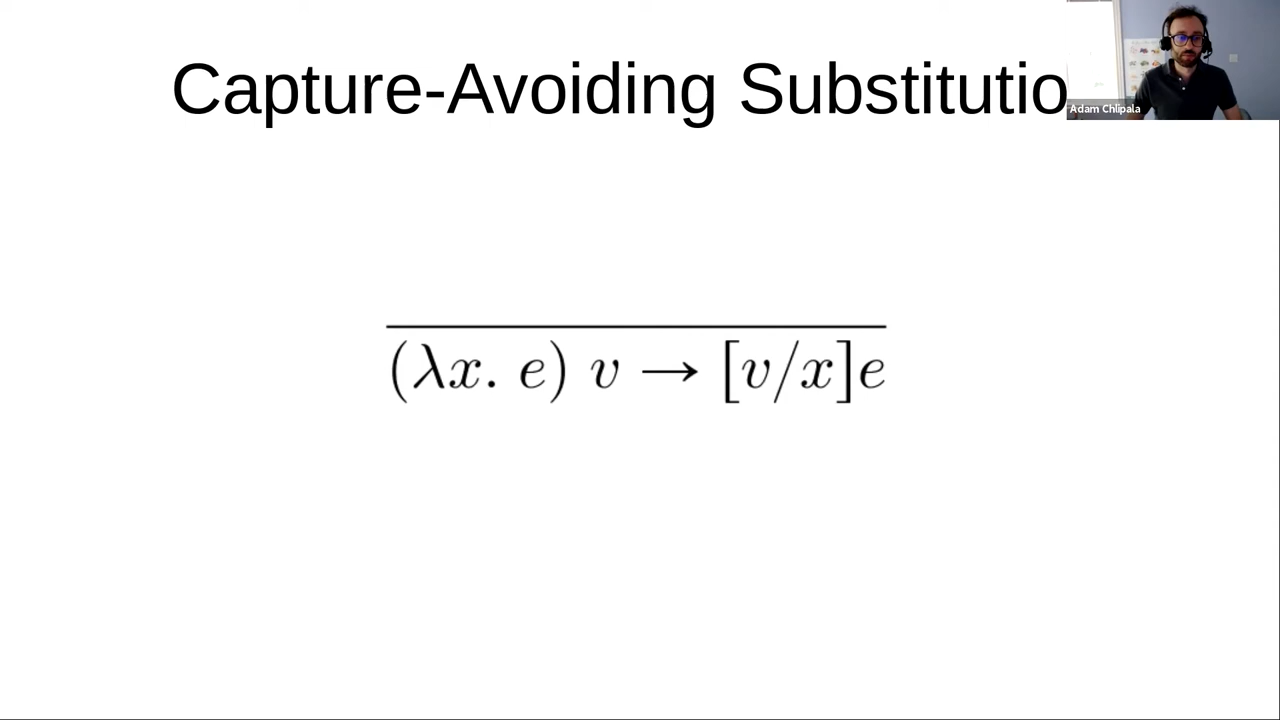 Capture-Avoiding Substitutio
Adam Chlipala
(λx. e) v → [v/x]e